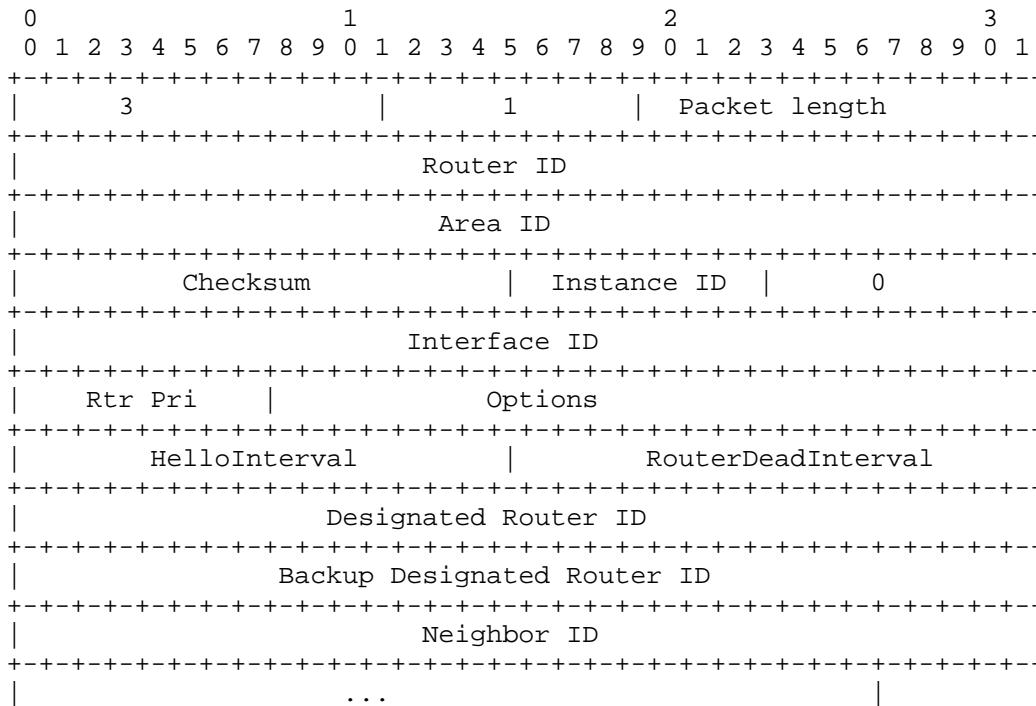 0                   1                   2                   3
0 1 2 3 4 5 6 7 8 9 0 1 2 3 4 5 6 7 8 9 0 1 2 3 4 5 6 7 8 9 0 1
+-+-+-+-+-+-+-+-+-+-+-+-+-+-+-+-+-+-+-+-+-+-+-+-+-+-+-+-+-+-+-+--
|      3               |       1       |  Packet length
+-+-+-+-+-+-+-+-+-+-+-+-+-+-+-+-+-+-+-+-+-+-+-+-+-+-+-+-+-+-+-+--
|                         Router ID
+-+-+-+-+-+-+-+-+-+-+-+-+-+-+-+-+-+-+-+-+-+-+-+-+-+-+-+-+-+-+-+--
|                          Area ID
+-+-+-+-+-+-+-+-+-+-+-+-+-+-+-+-+-+-+-+-+-+-+-+-+-+-+-+-+-+-+-+--
|          Checksum            |  Instance ID  |      0
+-+-+-+-+-+-+-+-+-+-+-+-+-+-+-+-+-+-+-+-+-+-+-+-+-+-+-+-+-+-+-+--
|                        Interface ID
+-+-+-+-+-+-+-+-+-+-+-+-+-+-+-+-+-+-+-+-+-+-+-+-+-+-+-+-+-+-+-+--
|    Rtr Pri    |             Options
+-+-+-+-+-+-+-+-+-+-+-+-+-+-+-+-+-+-+-+-+-+-+-+-+-+-+-+-+-+-+-+--
|        HelloInterval         |        RouterDeadInterval
+-+-+-+-+-+-+-+-+-+-+-+-+-+-+-+-+-+-+-+-+-+-+-+-+-+-+-+-+-+-+-+--
|                   Designated Router ID
+-+-+-+-+-+-+-+-+-+-+-+-+-+-+-+-+-+-+-+-+-+-+-+-+-+-+-+-+-+-+-+--
|                Backup Designated Router ID
+-+-+-+-+-+-+-+-+-+-+-+-+-+-+-+-+-+-+-+-+-+-+-+-+-+-+-+-+-+-+-+--
|                         Neighbor ID
+-+-+-+-+-+-+-+-+-+-+-+-+-+-+-+-+-+-+-+-+-+-+-+-+-+-+-+-+-+-+-+--
|                    ...                              |